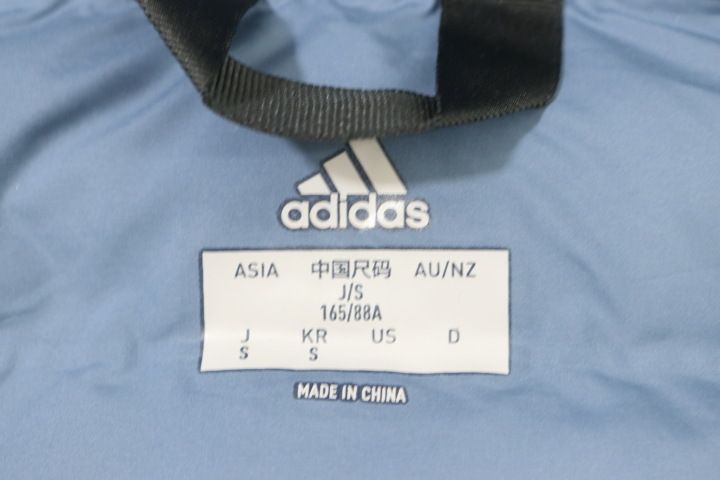 adidas
ASIA 中国尺码 AU/NZ
J/S
165/88A
J KR US D
S S
MADE IN CHINA